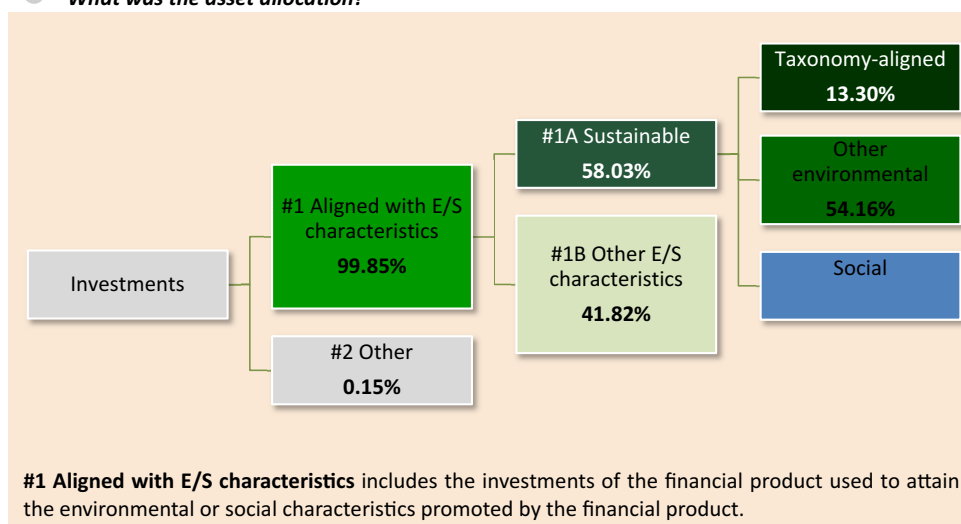 What was the asset allocation?
Taxonomy-aligned
13.30%
#1A Sustainable
58.03%
Other
environmental
54.16%
#1 Aligned with E/S
characteristics
99.85%
#1B Other E/S
characteristics
41.82%
Social
Investments
#2 Other
0.15%
#1 Aligned with E/S characteristics includes the investments of the financial product used to attain
the environmental or social characteristics promoted by the financial product.